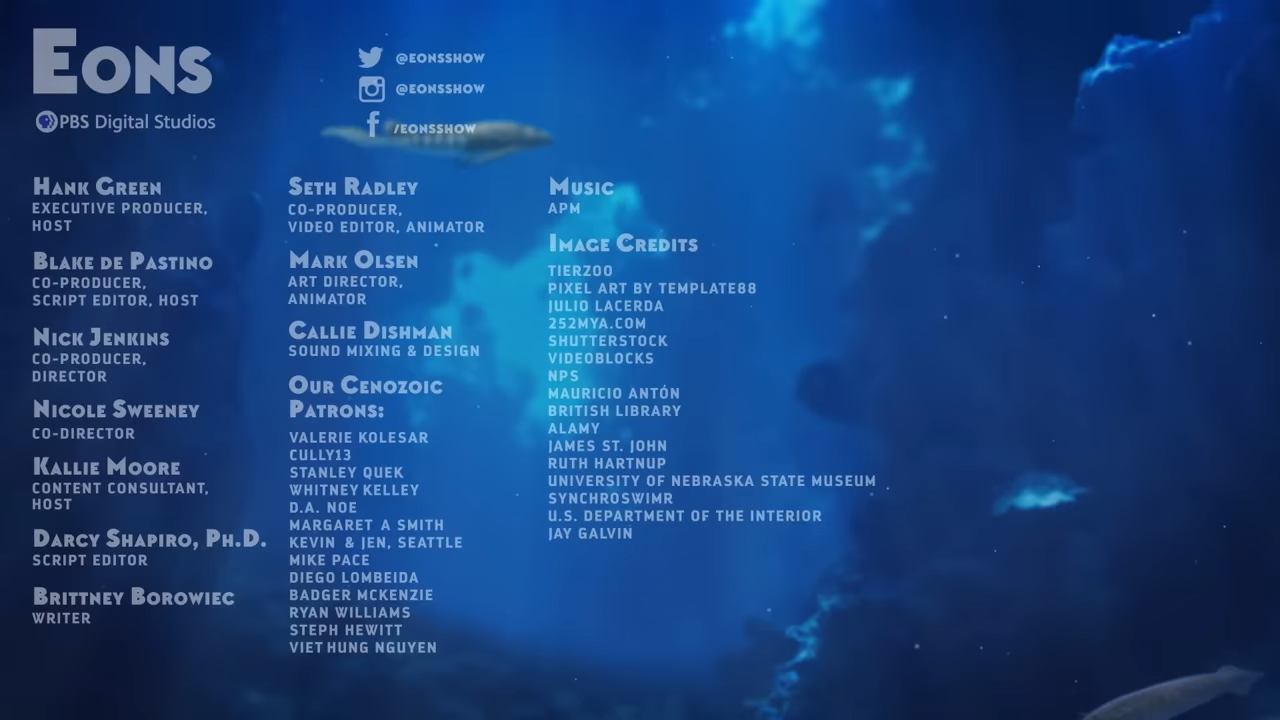 EONS
PBS Digital Studios
@EONSSHOW
@EONSSHOW
/EONSSHOW
HANK GREEN
EXECUTIVE PRODUCER,
HOST
BLAKE DE PASTINO
CO-PRODUCER,
SCRIPT EDITOR, HOST
NICK JENKINS
CO-PRODUCER,
DIRECTOR
NICOLE SWEENEY
CO-DIRECTOR
KALLIE MOORE
CONTENT CONSULTANT,
HOST
DARCY SHAPIRO, PH.D.
SCRIPT EDITOR
BRITTNEY BOROWIEC
WRITER
SETH RADLEY
CO-PRODUCER,
VIDEO EDITOR, ANIMATOR
MARK OLSEN
ART DIRECTOR,
ANIMATOR
CALLIE DISHMAN
SOUND MIXING & DESIGN
OUR CENOZOIC
PATRONS:
VALERIE KOLESAR
CULLY13
STANLEY QUEK
WHITNEY KELLEY
D.A. NOE
MARGARET A SMITH
KEVIN & JEN, SEATTLE
MIKE PACE
DIEGO LOMBEIDA
BADGER MCKENZIE
RYAN WILLIAMS
STEPH HEWITT
VIET HUNG NGUYEN
MUSIC
APM
IMAGE CREDITS
TIERZOO
PIXEL ART BY TEMPLATE88
JULIO LACERDA
252MYA.COM
SHUTTERSTOCK
VIDEOBLOCKS
NPS
MAURICIO ANTÓN
BRITISH LIBRARY
ALAMY
JAMES ST. JOHN
RUTH HARTNUP
UNIVERSITY OF NEBRASKA STATE MUSEUM
SYNCHROSWIMR
U.S. DEPARTMENT OF THE INTERIOR
JAY GALVIN